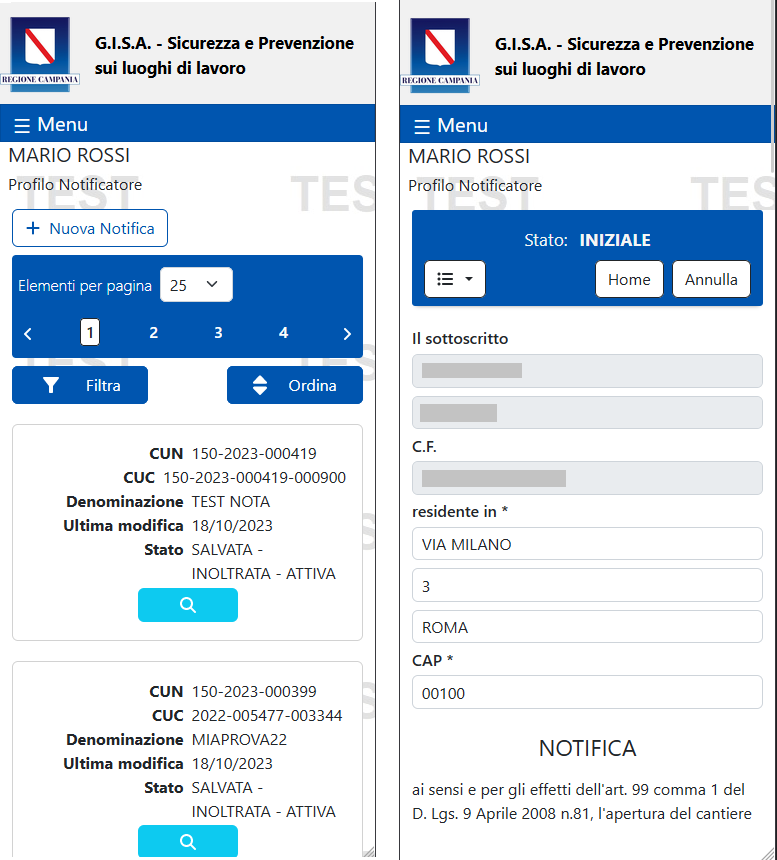 REGIONE CAMPANIA
G.I.S.A. - Sicurezza e Prevenzione
sui luoghi di lavoro
☰ Menu
MARIO ROSSI
Profilo Notificatore
TEST
TEST
+ Nuova Notifica
Elementi per pagina 25
1 2 3 4
Filtra
Ordina
CUN 150-2023-000419
CUC 150-2023-000419-000900
Denominazione TEST NOTA
Ultima modifica 18/10/2023
Stato SALVATA -
INOLTRATA - ATTIVA
CUN 150-2023-000399
CUC 2022-005477-003344
Denominazione MIAPROVA22
Ultima modifica 18/10/2023
Stato SALVATA -
INOLTRATA - ATTIVA
REGIONE CAMPANIA
G.I.S.A. - Sicurezza e Prevenzione
sui luoghi di lavoro
☰ Menu
MARIO ROSSI
Profilo Notificatore
TEST
TEST
Stato: INIZIALE
Home
Annulla
Il sottoscritto
C.F.
residente in *
VIA MILANO
3
ROMA
CAP *
00100
NOTIFICA
ai sensi e per gli effetti dell'art. 99 comma 1 del
D. Lgs. 9 Aprile 2008 n.81, l'apertura del cantiere